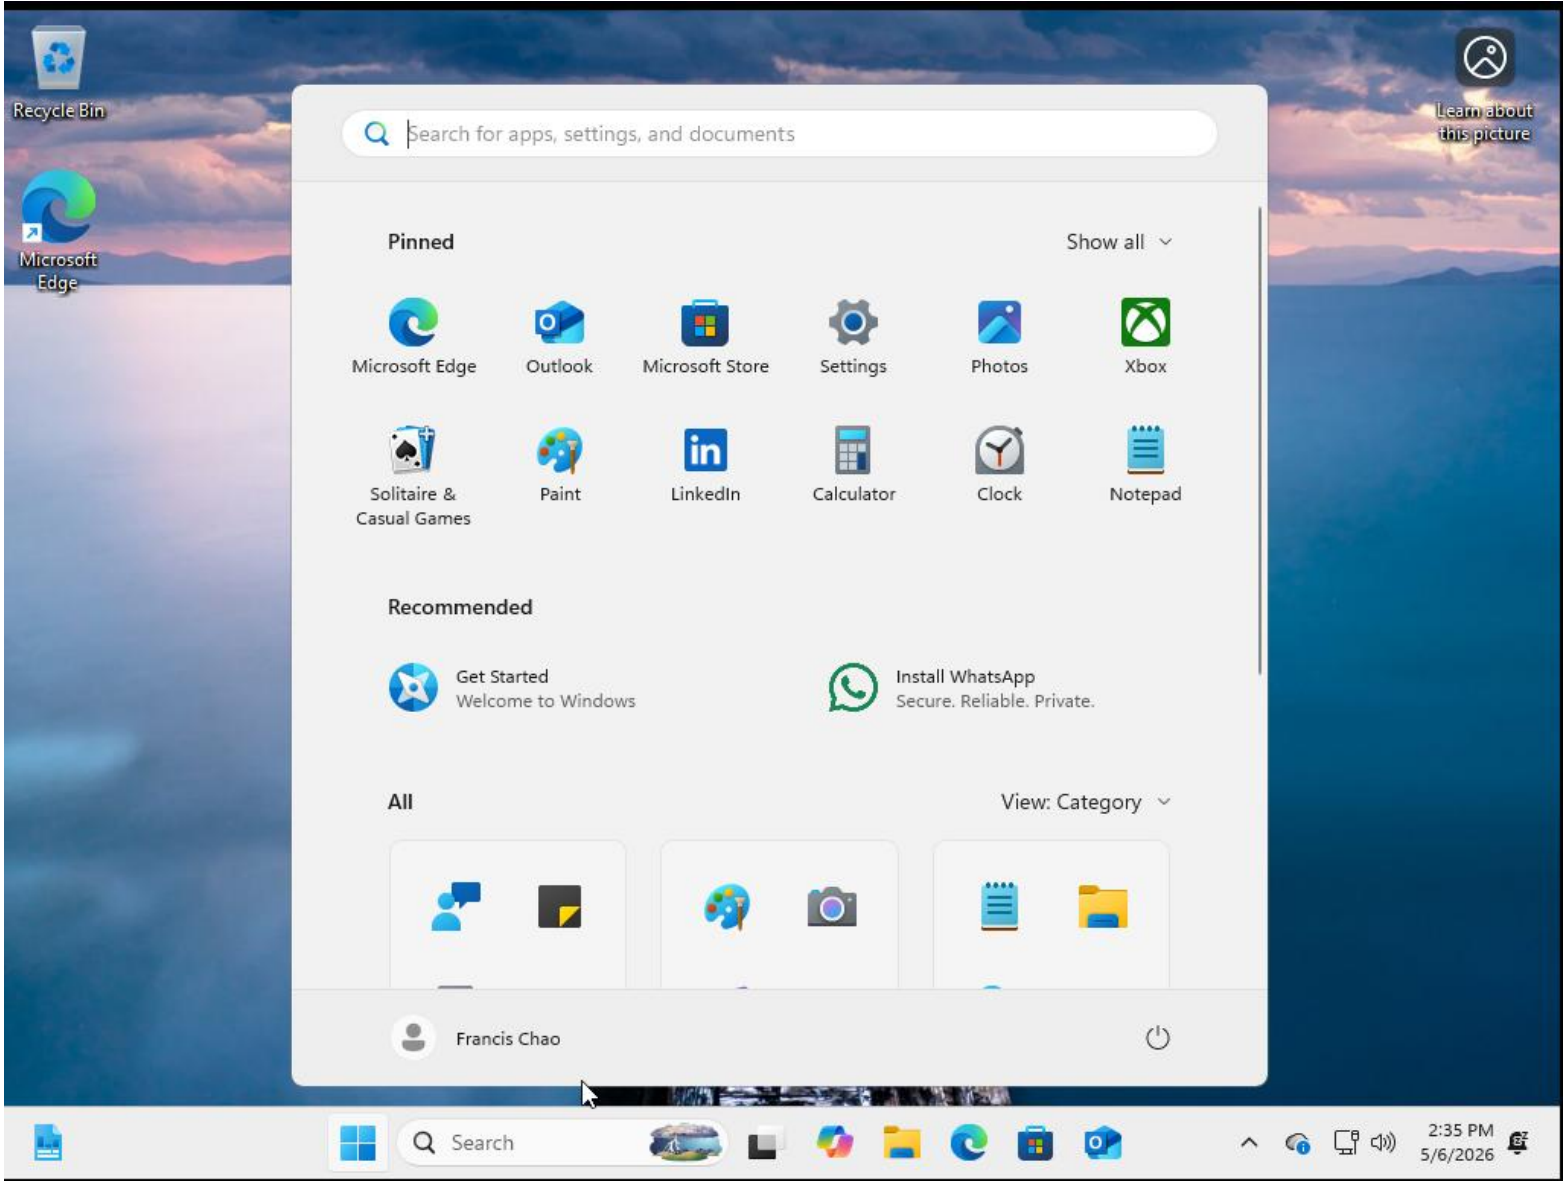 Recycle Bin
Microsoft
Edge
Learn about
this picture
Search for apps, settings, and documents
Pinned
Show all
Microsoft Edge
Outlook
Microsoft Store
Settings
Photos
Xbox
Solitaire &
Casual Games
Paint
LinkedIn
Calculator
Clock
Notepad
Recommended
Get Started
Welcome to Windows
Install WhatsApp
Secure. Reliable. Private.
All
View: Category
Francis Chao
Search
2:35 PM
5/6/2026